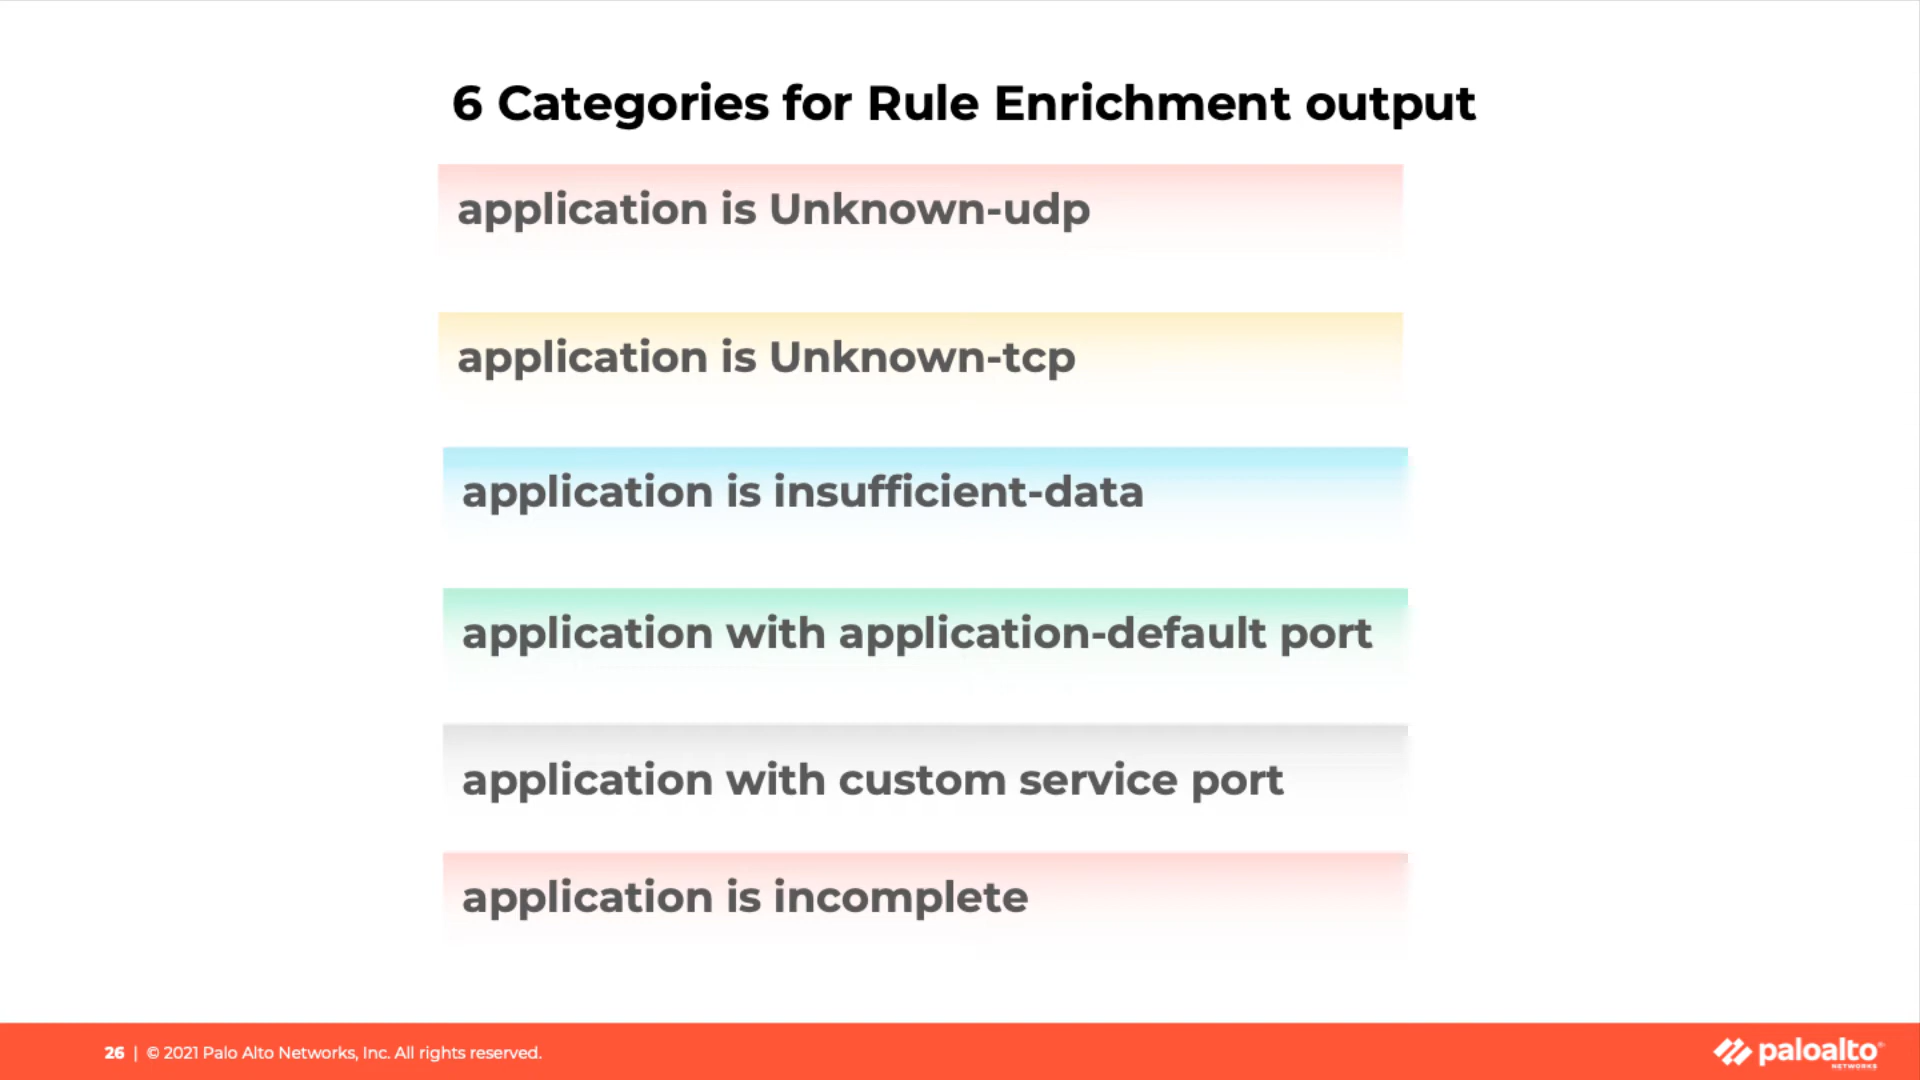 6 Categories for Rule Enrichment output
application is Unknown-udp
application is Unknown-tcp
application is insufficient-data
application with application-default port
application with custom service port
application is incomplete
26 | © 2021 Palo Alto Networks, Inc. All rights reserved.
paloalto®
NETWORKS